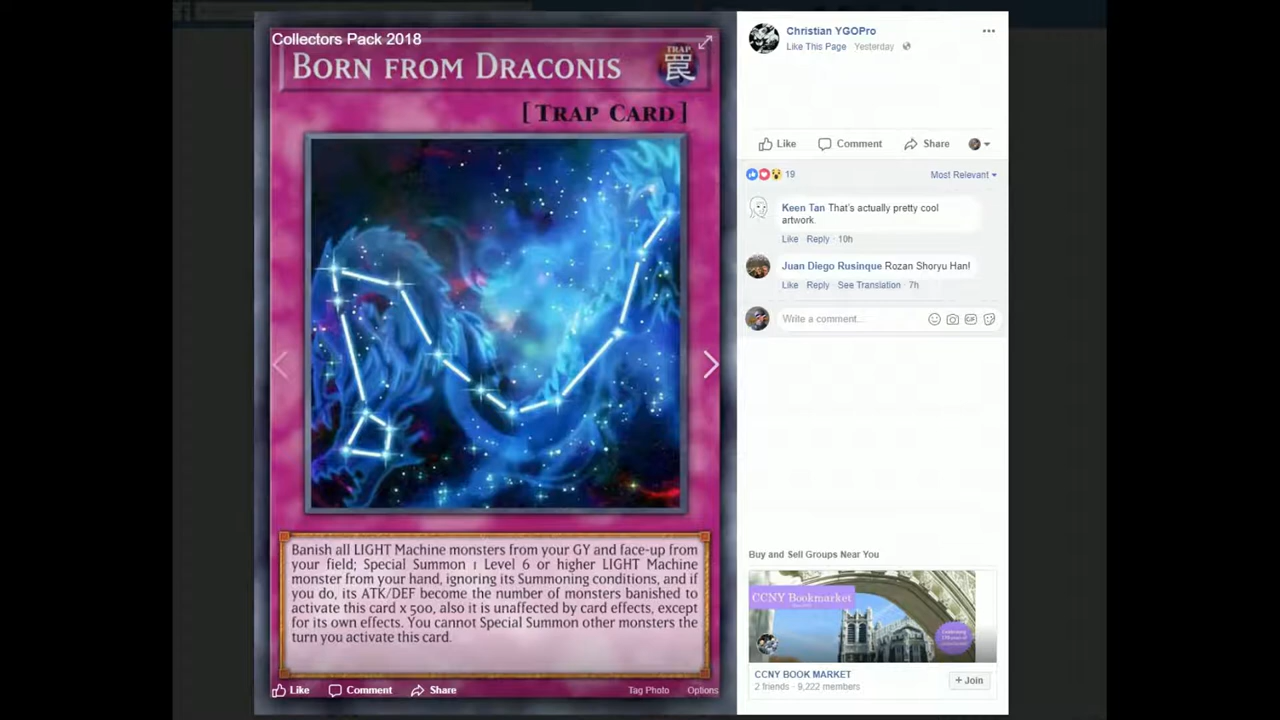 Collectors Pack 2018
BORN FROM DRACONIS
TRAP
罠
[TRAP CARD]
Banish all LIGHT Machine monsters from your GY and face-up from
your field; Special Summon 1 Level 6 or higher LIGHT Machine
monster from your hand, ignoring its Summoning conditions, and if
you do, its ATK/DEF become the number of monsters banished to
activate this card x 500, also it is unaffected by card effects, except
for its own effects. You cannot Special Summon other monsters the
turn you activate this card.
Like Comment Share
Tag Photo Options
Christian YGOPro
Like This Page Yesterday
Like Comment Share
19
Most Relevant
Keen Tan That's actually pretty cool
artwork.
Like Reply 10h
Juan Diego Rusinque Rozan Shoryu Han!
Like Reply See Translation 7h
Write a comment...
GIF
Buy and Sell Groups Near You
CCNY Bookmarket
CCNY BOOK MARKET
2 friends · 9,222 members
+ Join